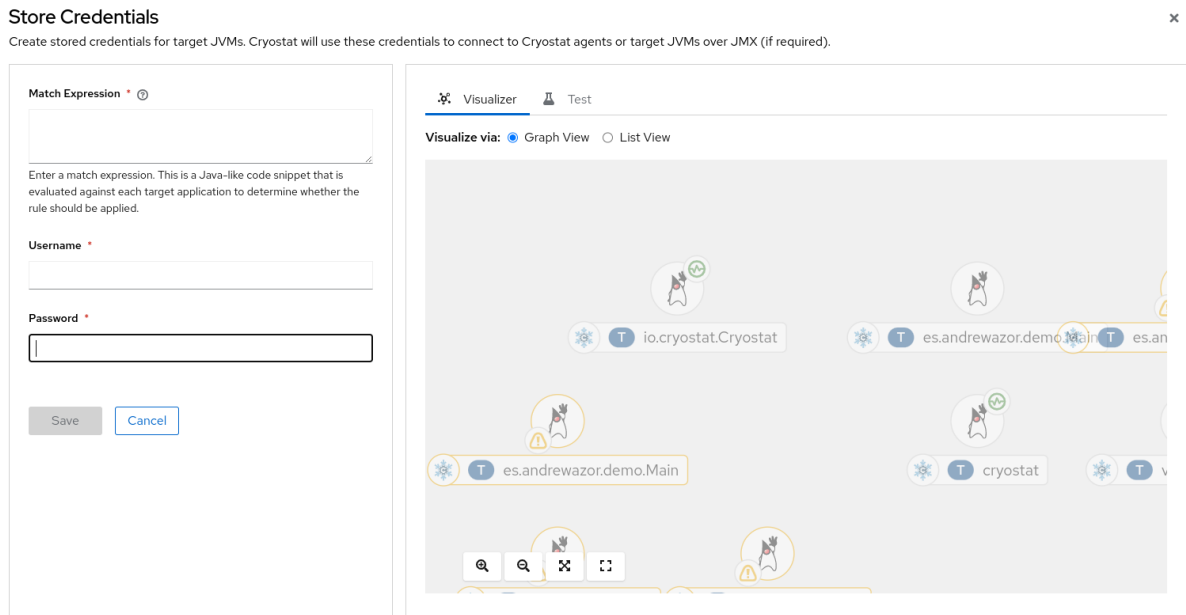 Store Credentials
Create stored credentials for target JVMs. Cryostat will use these credentials to connect to Cryostat agents or target JVMs over JMX (if required).
Match Expression *
Enter a match expression. This is a Java-like code snippet that is
evaluated against each target application to determine whether the
rule should be applied.
Username *
Password *
Save
Cancel
Visualizer
Test
Visualize via:
Graph View
List View
T io.cryostat.Cryostat
T es.andrewazor.demo.Main
T es.an
T es.andrewazor.demo.Main
T cryostat
T v